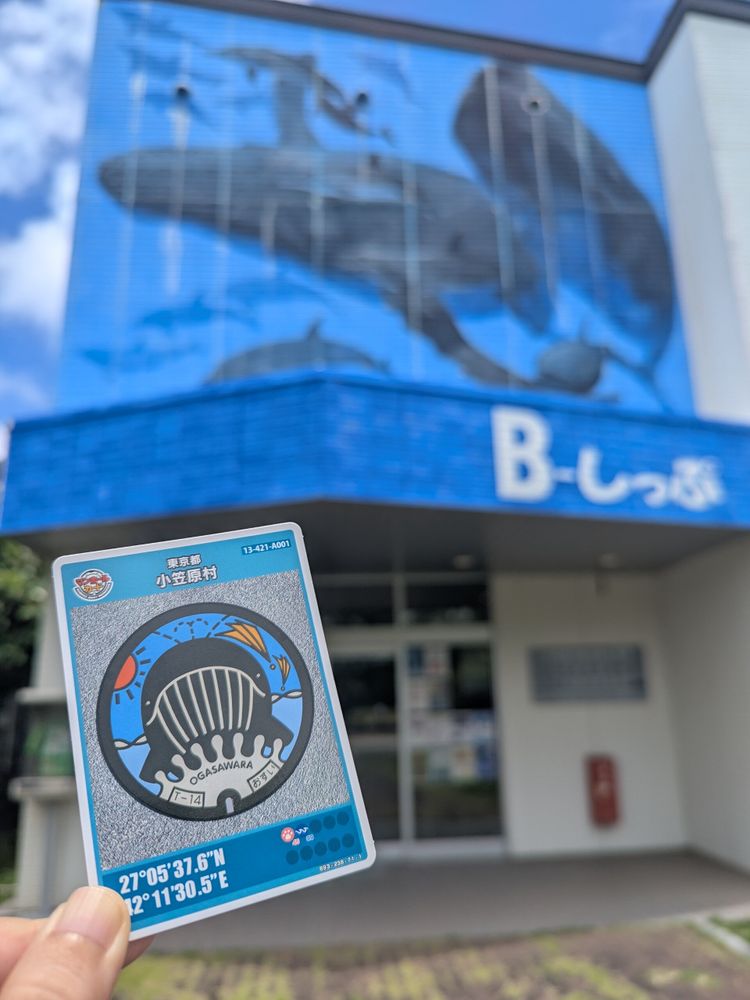 B-しっぷ
13-421-A001
東京都
小笠原村
OGASAWARA
T-14
おすい
27°05'37.6"N
42°11'30.5"E